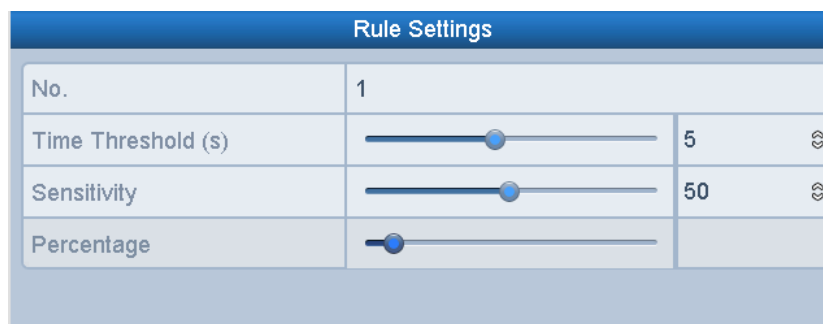 Rule Settings
No. 1
Time Threshold (s) 5
Sensitivity 50
Percentage